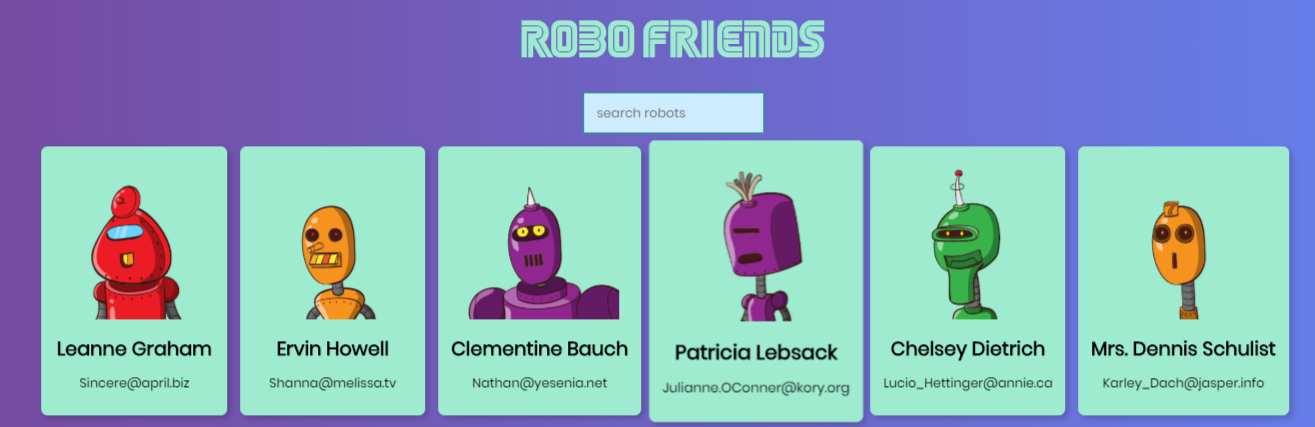 ROBO FRIENDS
search robots
Leanne Graham
Sincere@april.biz
Ervin Howell
Shanna@melissa.tv
Clementine Bauch
Nathan@yesenia.net
Patricia Lebsack
Julianne.OConner@kory.org
Chelsey Dietrich
Lucio_Hettinger@annie.ca
Mrs. Dennis Schulist
Karley_Dach@jasper.info